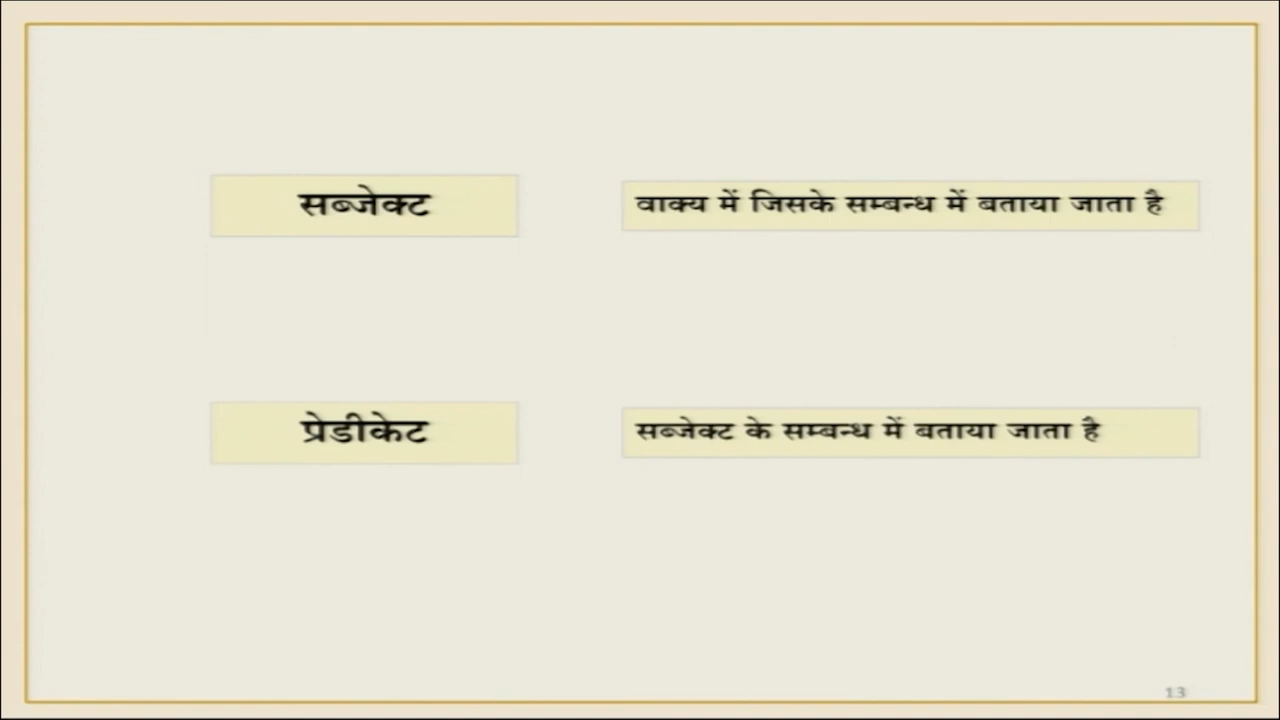 सब्जेक्ट
वाक्य में जिसके सम्बन्ध में बताया जाता है
प्रेडीकेट
सब्जेक्ट के सम्बन्ध में बताया जाता है
13